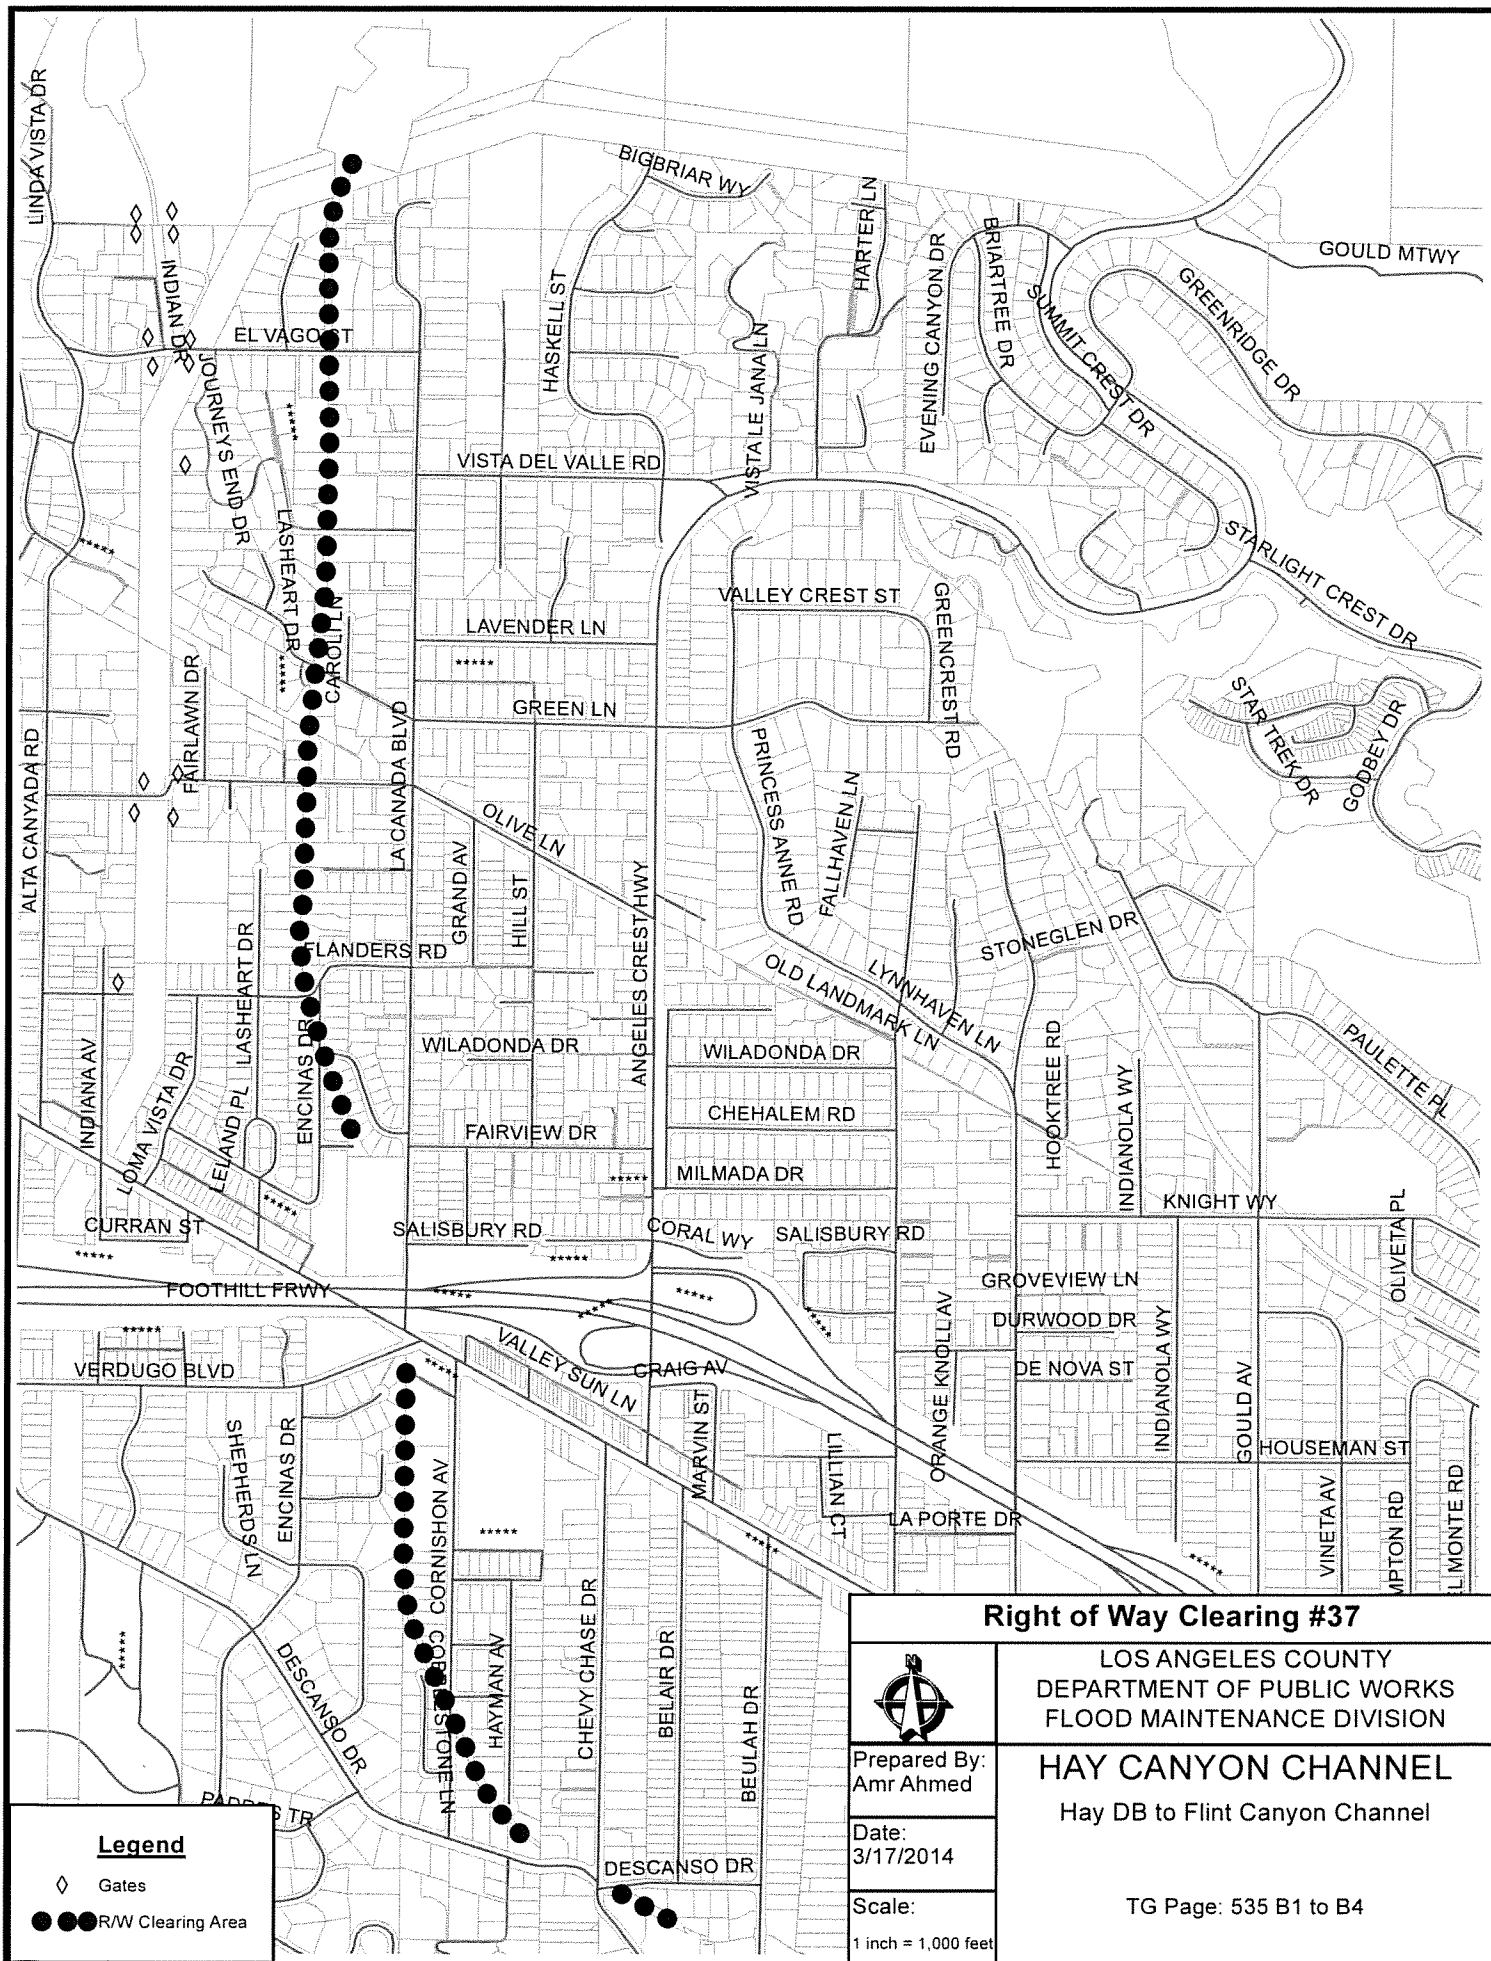 LINDA VISTA DR
BIGBRIAR WY
HARTER LN
BRIARTREE DR
EVENING CANYON DR
GOULD MTWY
GREENRIDGE DR
SUMMIT CREST DR
INDIAN DR
EL VAGO ST
HASKELL ST
VISTA LE JANA LN
JOURNEYS END DR
*****
VISTA DEL VALLE RD
LASHEART DR
*****
STARLIGHT CREST DR
VALLEY CREST ST
GREENCREST RD
CAROLI LN
LAVENDER LN
*****
*****
FAIRLAWN DR
GREEN LN
LA CANADA BLVD
ALTA CANYADA RD
STAR TREK DR
GODBEY DR
PRINCESS ANNE RD
FALLHAVEN LN
OLIVE LN
GRAND AV
HILL ST
ANGELES CREST HWY
STONEGLEN DR
FLANDERS RD
LASHEART DR
OLD LANDMARK LN
LYNNHAVEN LN
INDIANA AV
LOMA VISTA DR
LELAND PL
ENCINAS DR
WILADONDA DR
WILADONDA DR
HOOKTREE RD
INDIANOLA WY
PAULETTE PL
CHEHALEM RD
FAIRVIEW DR
*****
MILMADA DR
KNIGHT WY
OLIVETA PL
*****
CURRAN ST
*****
SALISBURY RD
*****
CORAL WY
SALISBURY RD
GROVEVIEW LN
FOOTHILL FRWY
*****
*****
*****
*****
DURWOOD DR
ORANGE KNOLL AV
INDIANOLA WY
GOULD AV
*****
VERDUGO BLVD
*****
VALLEY SUN LN
CRAIG AV
DE NOVA ST
MARVIN ST
HOUSEMAN ST
SHEPHERDS LN
ENCINAS DR
CORNISHON AV
*****
LILLIAN CT
LA PORTE DR
*****
*****
VINETA AV
MPTON RD
EL MONTE RD
*****
DESCANSO DR
COBBLESTONE LN
HAYMAN AV
CHEVY CHASE DR
BELAIR DR
BEULAH DR
PADRES TR
DESCANSO DR
Legend
Gates
R/W Clearing Area
Right of Way Clearing #37
N
LOS ANGELES COUNTY
DEPARTMENT OF PUBLIC WORKS
FLOOD MAINTENANCE DIVISION
Prepared By:
Amr Ahmed
HAY CANYON CHANNEL
Hay DB to Flint Canyon Channel
Date:
3/17/2014
Scale:
1 inch = 1,000 feet
TG Page: 535 B1 to B4